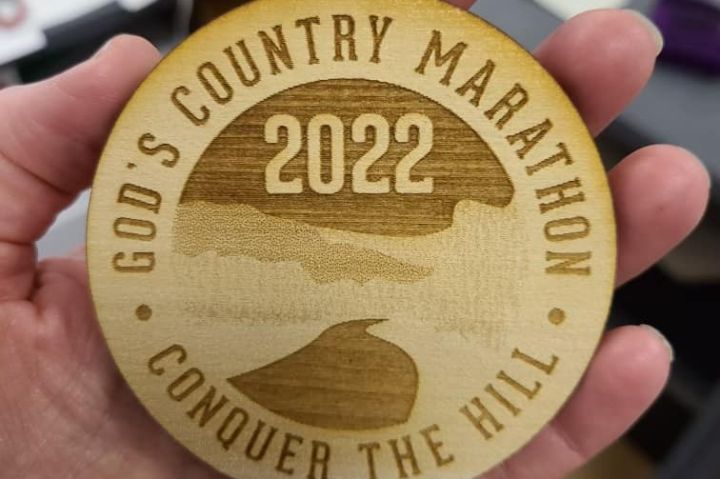 GOD'S COUNTRY MARATHON
2022
• CONQUER THE HILL •